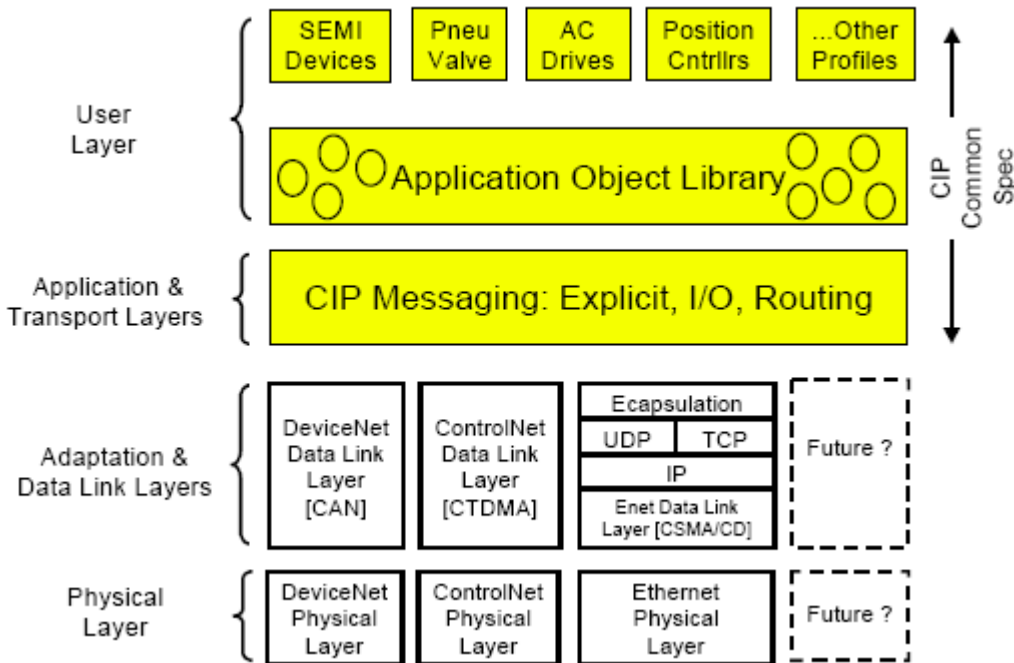 SEMI
Devices
Pneu
Valve
AC
Drives
Position
Cntrllrs
...Other
Profiles
User
Layer
Application Object Library
CIP
Common
Spec
Application &
Transport Layers
CIP Messaging: Explicit, I/O, Routing
Adaptation &
Data Link Layers
DeviceNet
Data Link
Layer
[CAN]
ControlNet
Data Link
Layer
[CTDMA]
Ecapsulation
UDP
TCP
IP
Enet Data Link
Layer [CSMA/CD]
Future ?
Physical
Layer
DeviceNet
Physical
Layer
ControlNet
Physical
Layer
Ethernet
Physical
Layer
Future ?